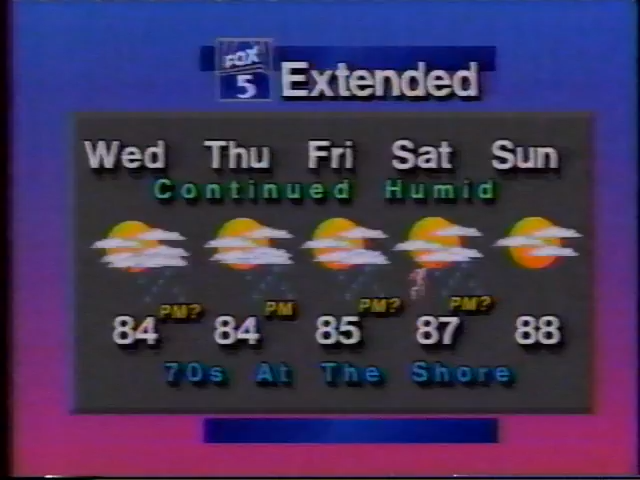 FOX
5 Extended
Wed Thu Fri Sat Sun
Continued Humid
PM? PM PM? PM?
84 84 85 87 88
70s At The Shore